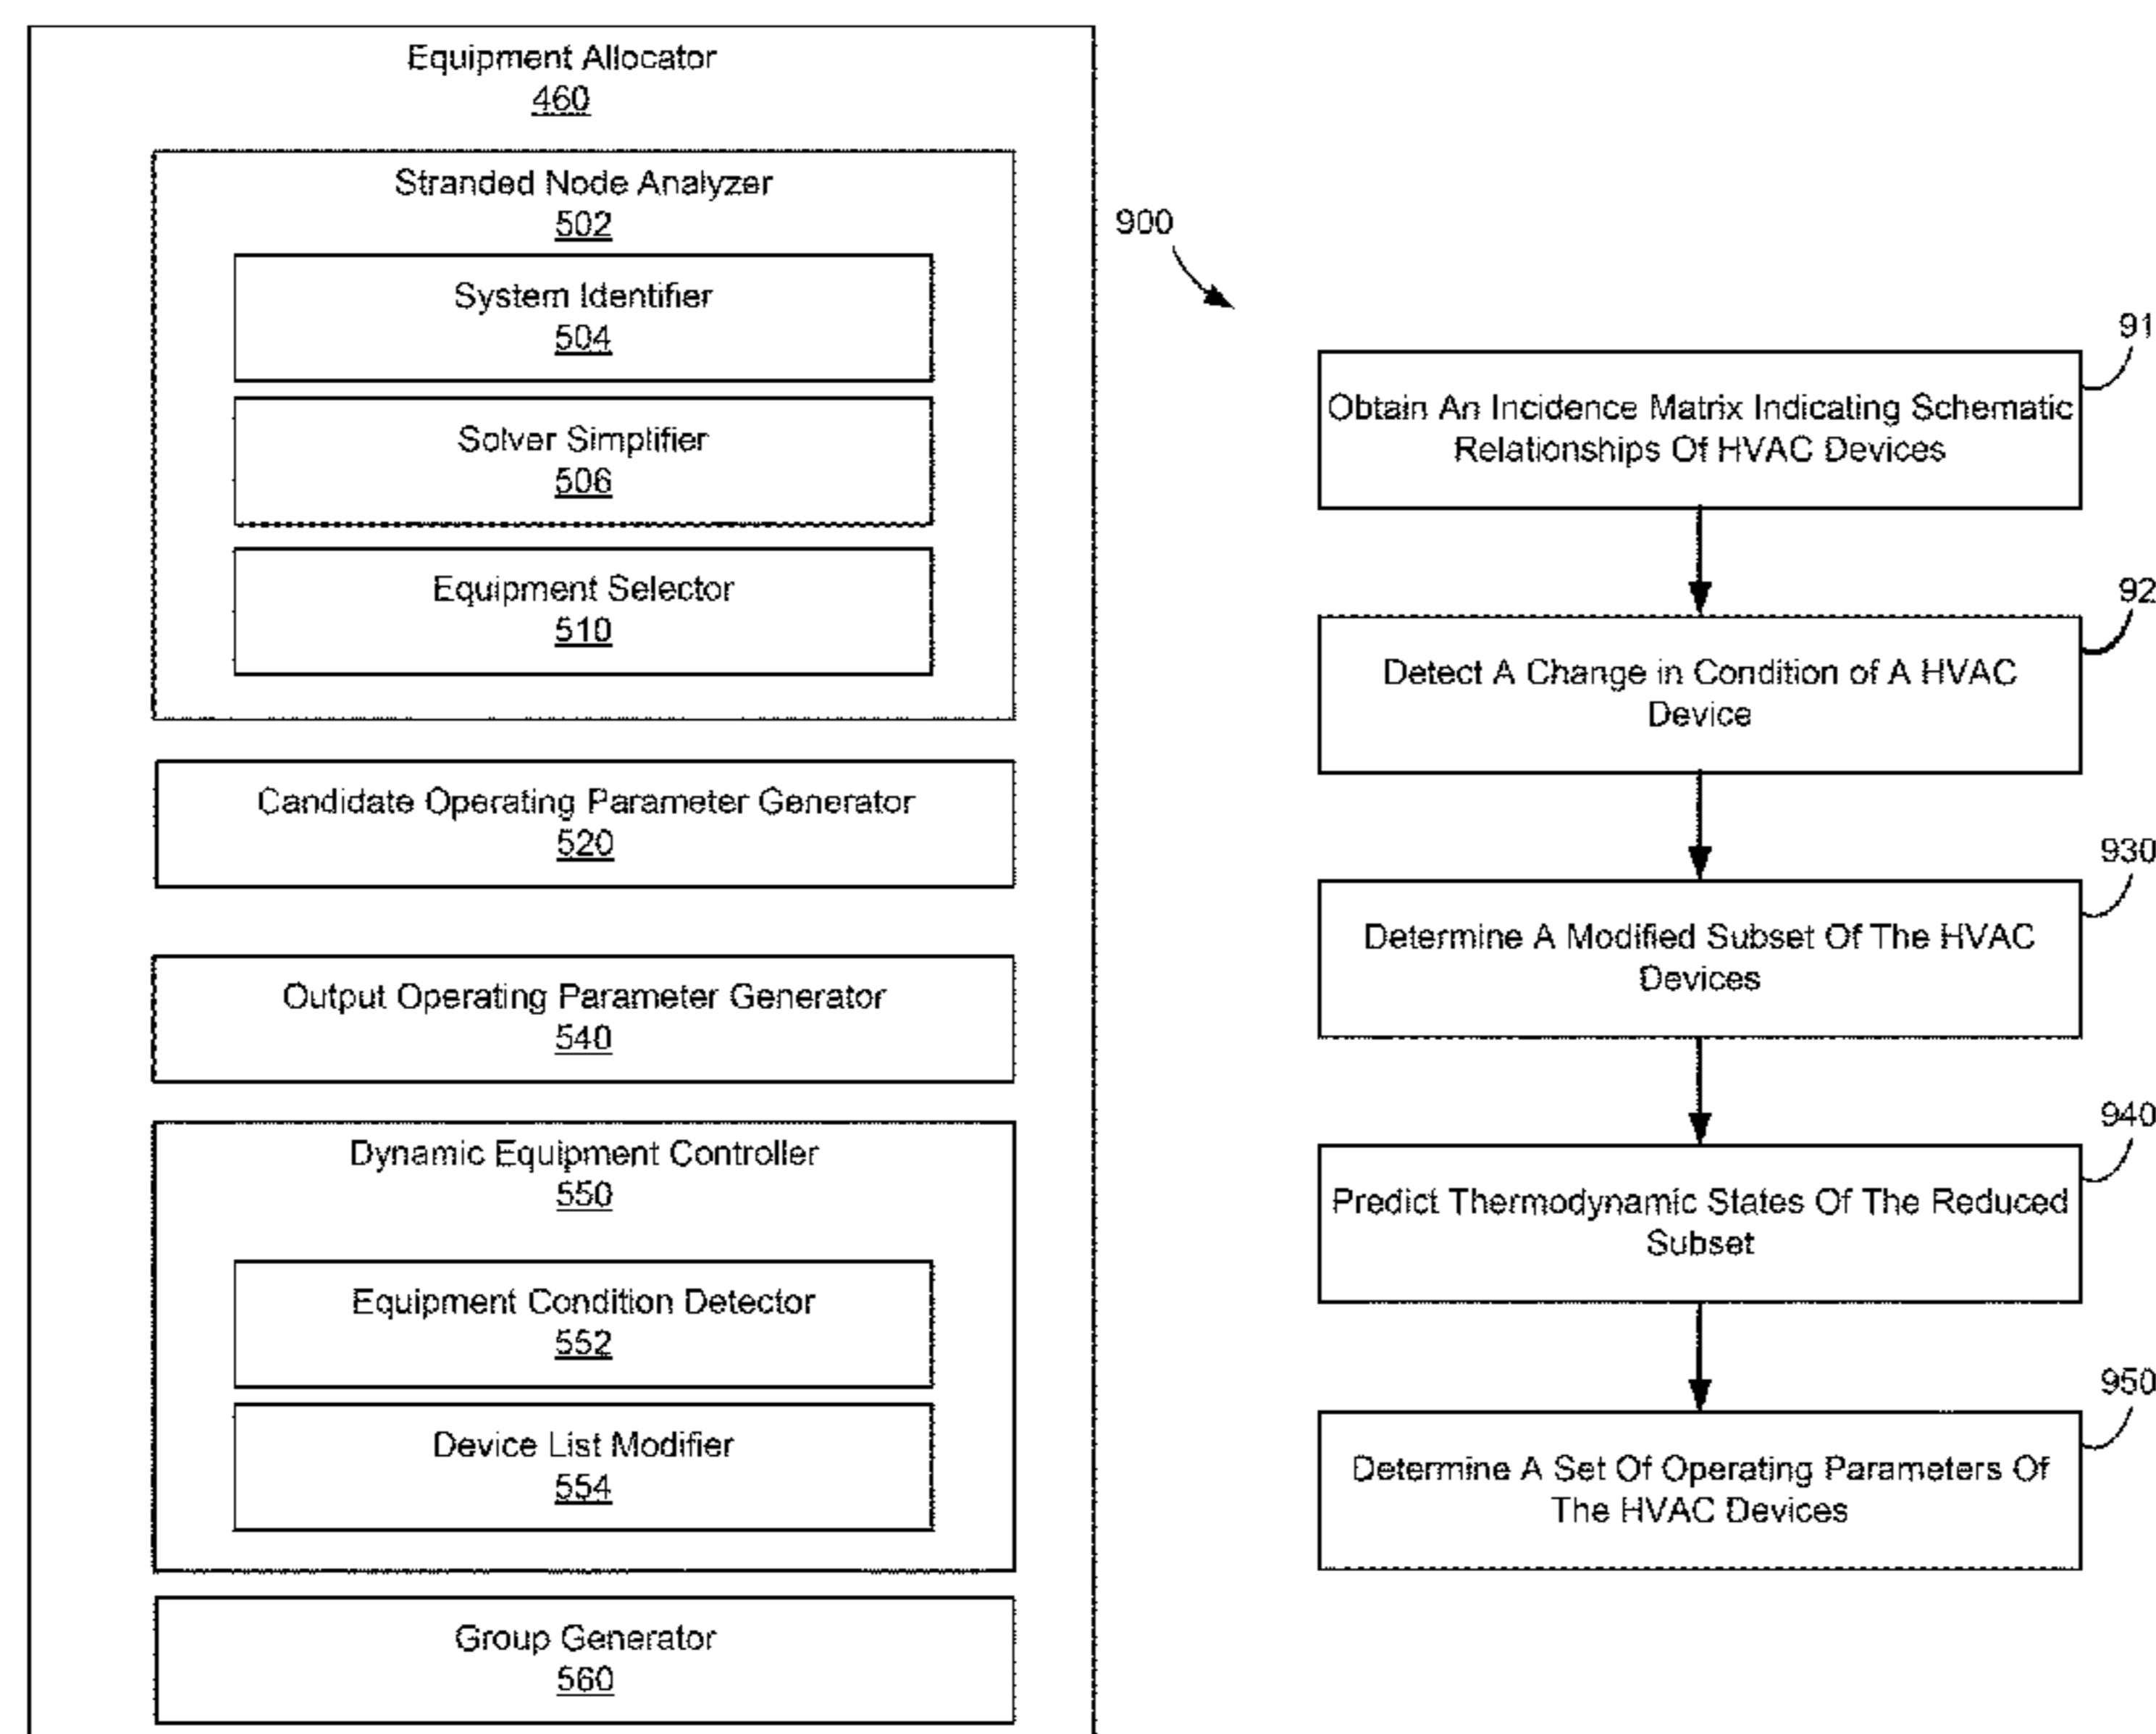 Equipment Allocator
460
Stranded Node Analyzer
502
System Identifier
504
Solver Simplifier
506
Equipment Selector
510
Candidate Operating Parameter Generator
520
Output Operating Parameter Generator
540
Dynamic Equipment Controller
550
Equipment Condition Detector
552
Device List Modifier
554
Group Generator
560
900
91
Obtain An Incidence Matrix Indicating Schematic
Relationships Of HVAC Devices
92
Detect A Change in Condition of A HVAC
Device
930
Determine A Modified Subset Of The HVAC
Devices
940
Predict Thermodynamic States Of The Reduced
Subset
950
Determine A Set Of Operating Parameters Of
The HVAC Devices